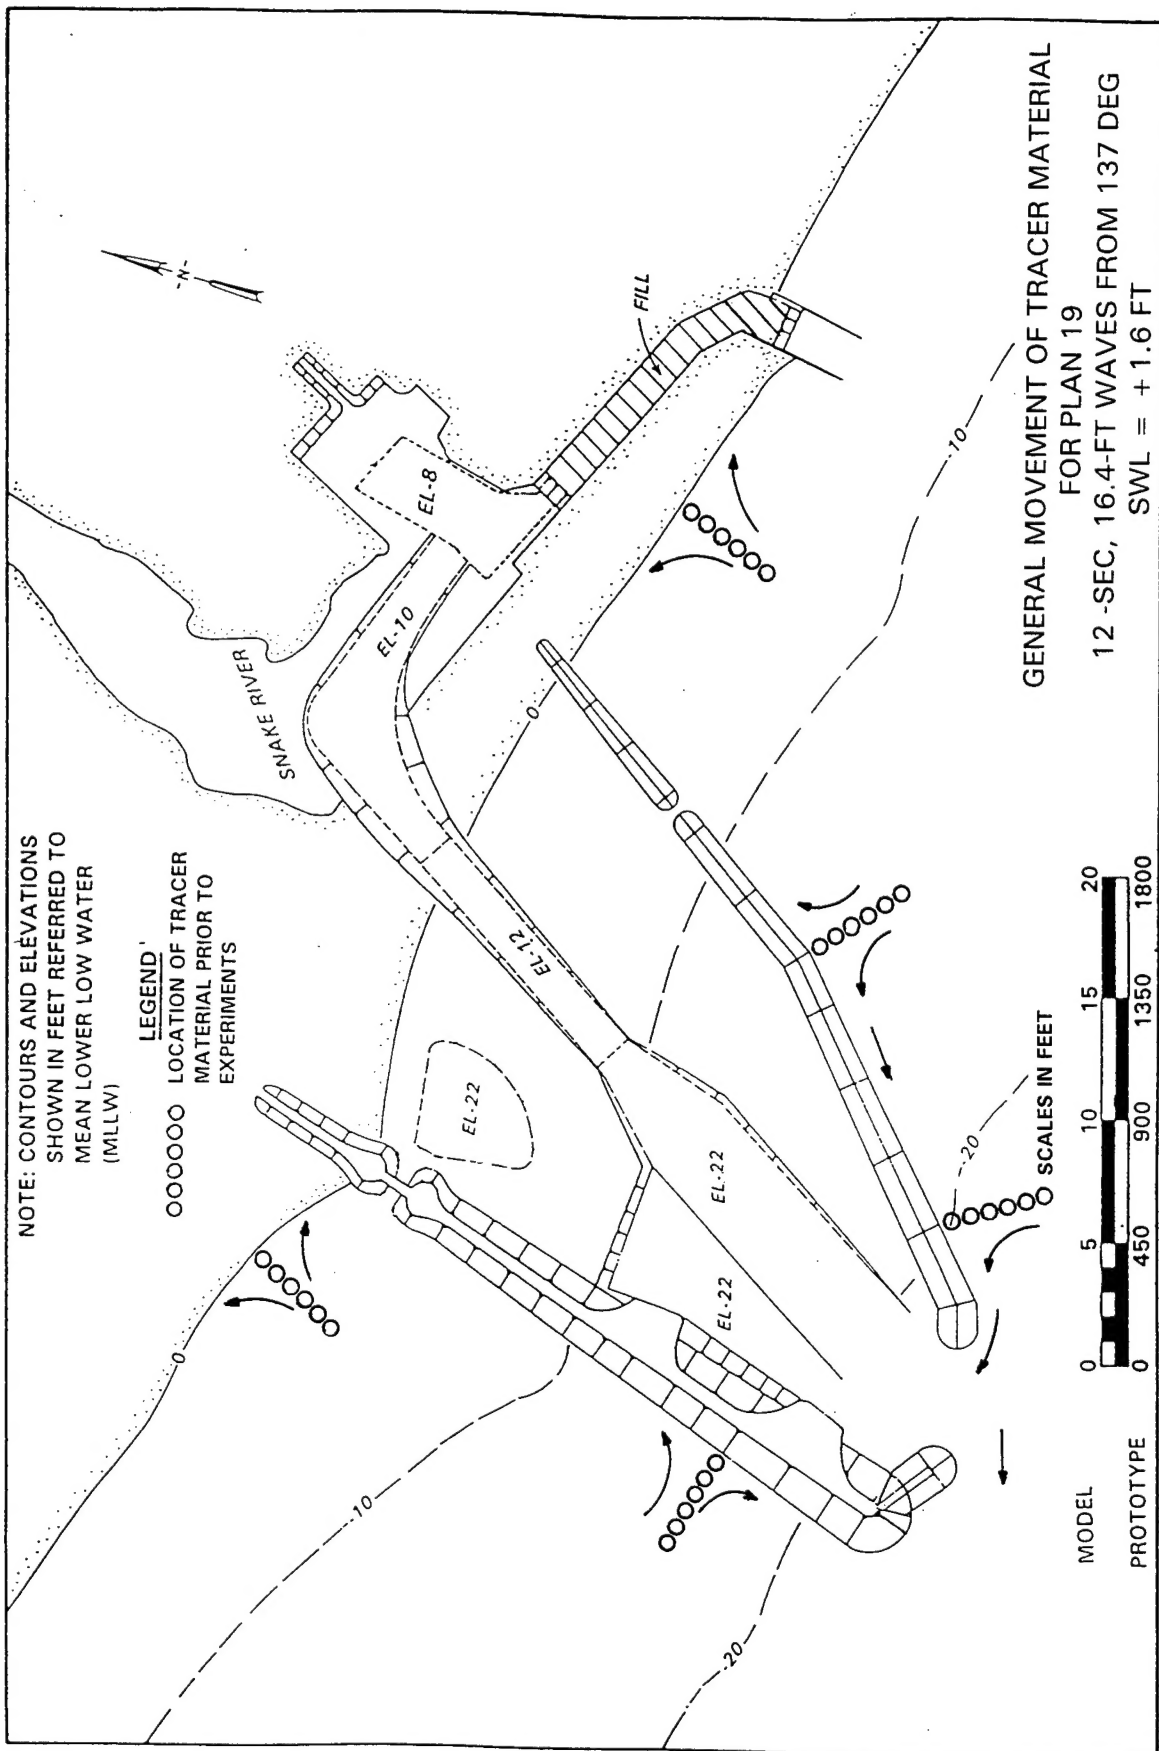 NOTE: CONTOURS AND ELEVATIONS
SHOWN IN FEET REFERRED TO
MEAN LOWER LOW WATER
(MLLW)
LEGEND
OOOOOO LOCATION OF TRACER
MATERIAL PRIOR TO
EXPERIMENTS
-N-
SNAKE RIVER
EL-8
EL-10
FILL
EL-12
EL-22
EL-22
EL-22
0
0
-10
-10
-20
-20
GENERAL MOVEMENT OF TRACER MATERIAL
FOR PLAN 19
12 -SEC, 16.4-FT WAVES FROM 137 DEG
SWL = + 1.6 FT
SCALES IN FEET
MODEL 0 5 10 15 20
PROTOTYPE 0 450 900 1350 1800